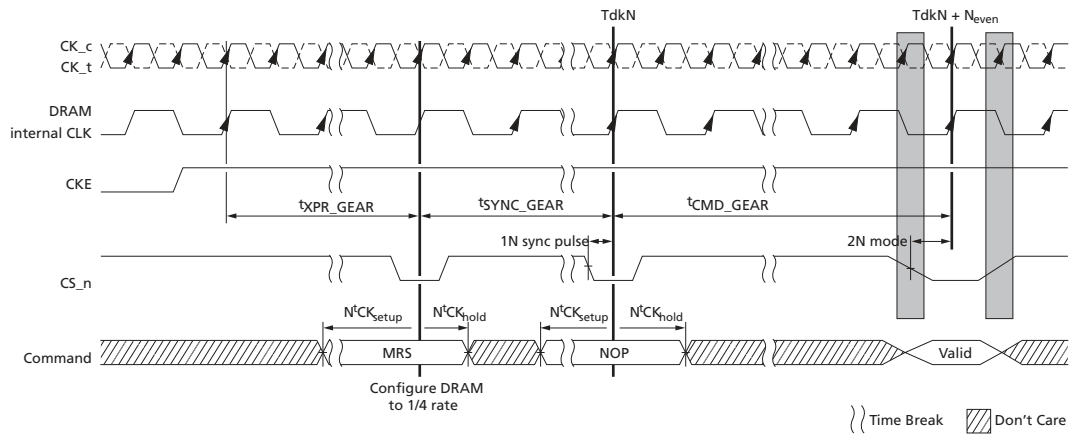 TdkN
TdkN + Neven
CK_c
CK_t
DRAM
internal CLK
CKE
tXPR_GEAR
tSYNC_GEAR
tCMD_GEAR
1N sync pulse
2N mode
CS_n
NtCKsetup
NtCKhold
NtCKsetup
NtCKhold
Command
MRS
NOP
Valid
Configure DRAM
to 1/4 rate
Time Break
Don't Care